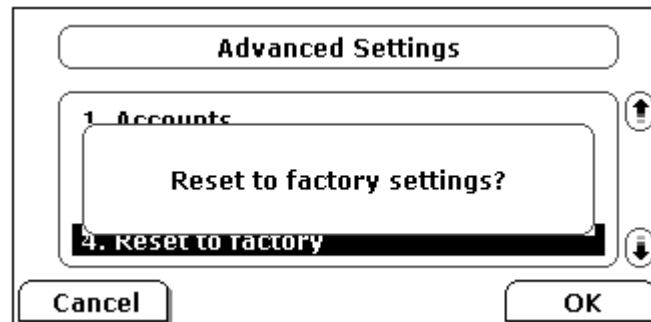 Advanced Settings
1. Accounts
Reset to factory settings?
4. Reset to factory
Cancel
OK